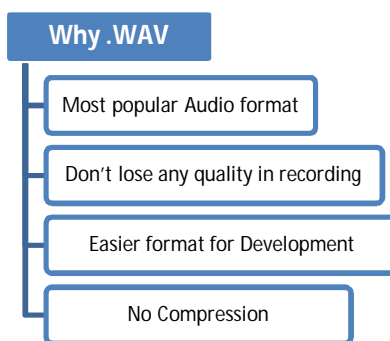 Why .WAV
Most popular Audio format
Don't lose any quality in recording
Easier format for Development
No Compression